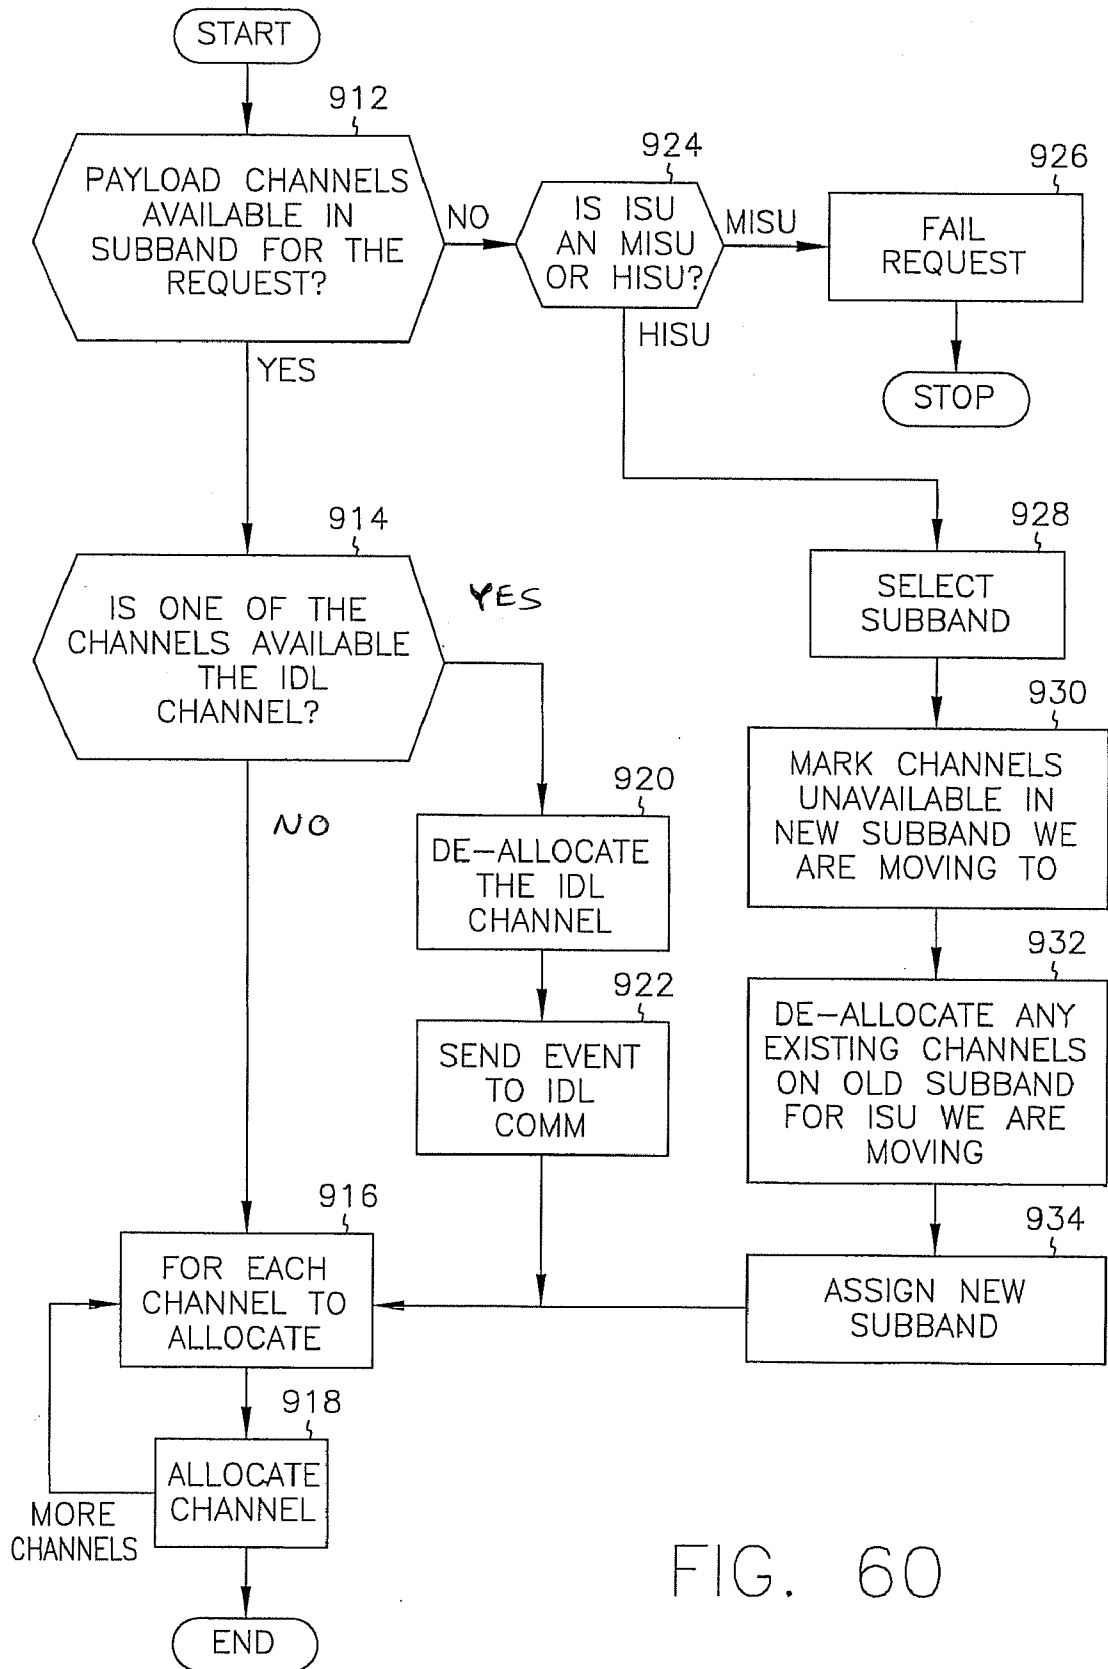 START
912
PAYLOAD CHANNELS
AVAILABLE IN
SUBBAND FOR THE
REQUEST?
NO
YES
924
IS ISU
AN MISU
OR HISU?
MISU
HISU
926
FAIL
REQUEST
STOP
914
IS ONE OF THE
CHANNELS AVAILABLE
THE IDL
CHANNEL?
YES
NO
928
SELECT
SUBBAND
930
MARK CHANNELS
UNAVAILABLE IN
NEW SUBBAND WE
ARE MOVING TO
920
DE-ALLOCATE
THE IDL
CHANNEL
922
SEND EVENT
TO IDL
COMM
932
DE-ALLOCATE ANY
EXISTING CHANNELS
ON OLD SUBBAND
FOR ISU WE ARE
MOVING
934
ASSIGN NEW
SUBBAND
916
FOR EACH
CHANNEL TO
ALLOCATE
918
ALLOCATE
CHANNEL
MORE
CHANNELS
END
FIG. 60